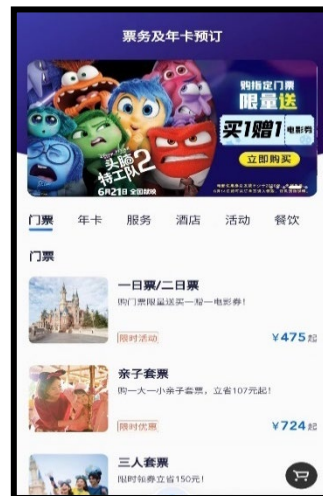 票务及年卡预订
购指定门票
限量送
买1赠1 电影券
立即购买
头脑
特工队2
6月21日 全国献映
门票 年卡 服务 酒店 活动 餐饮
门票
一日票/二日票
购门票限量送买一赠一电影券!
限时活动 ¥475起
亲子套票
购一大一小亲子套票，立省107元起!
限时优惠 ¥724起
三人套票
限时领券立省150元!